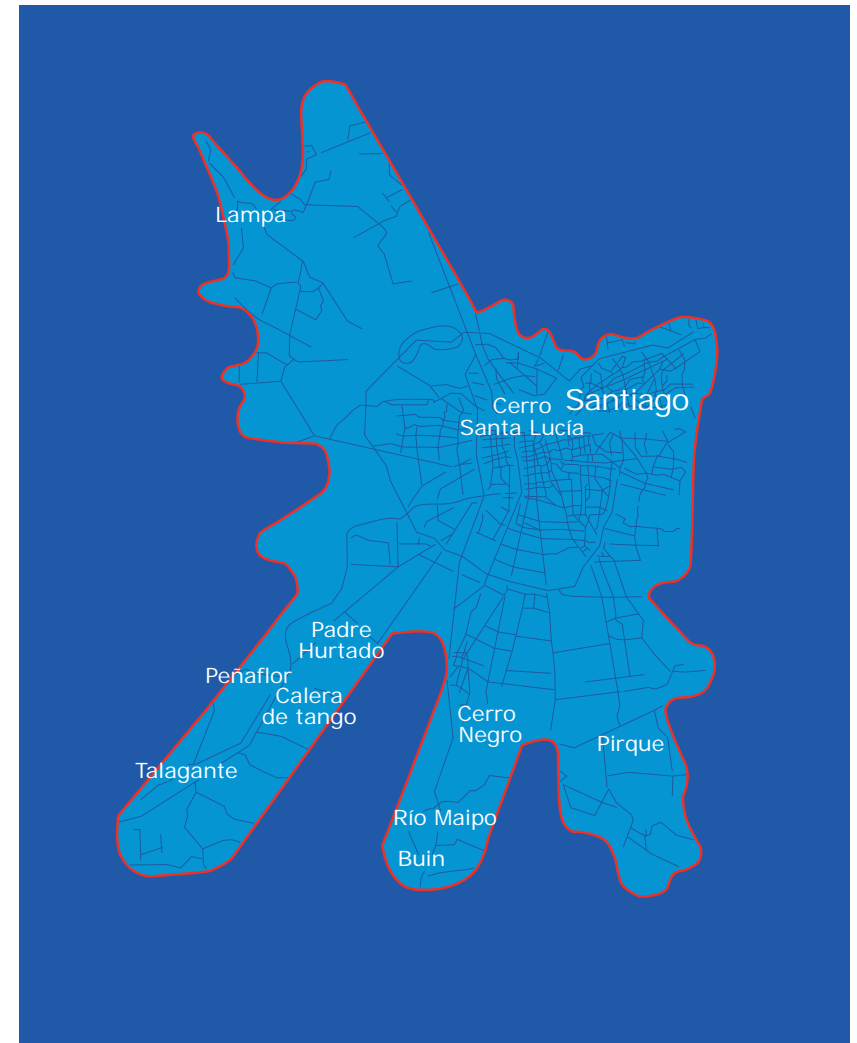 Lampa
Santiago
Cerro
Santa Lucía
Padre
Hurtado
Peñaflor
Calera
de tango
Cerro
Negro
Pirque
Talagante
Río Maipo
Buin